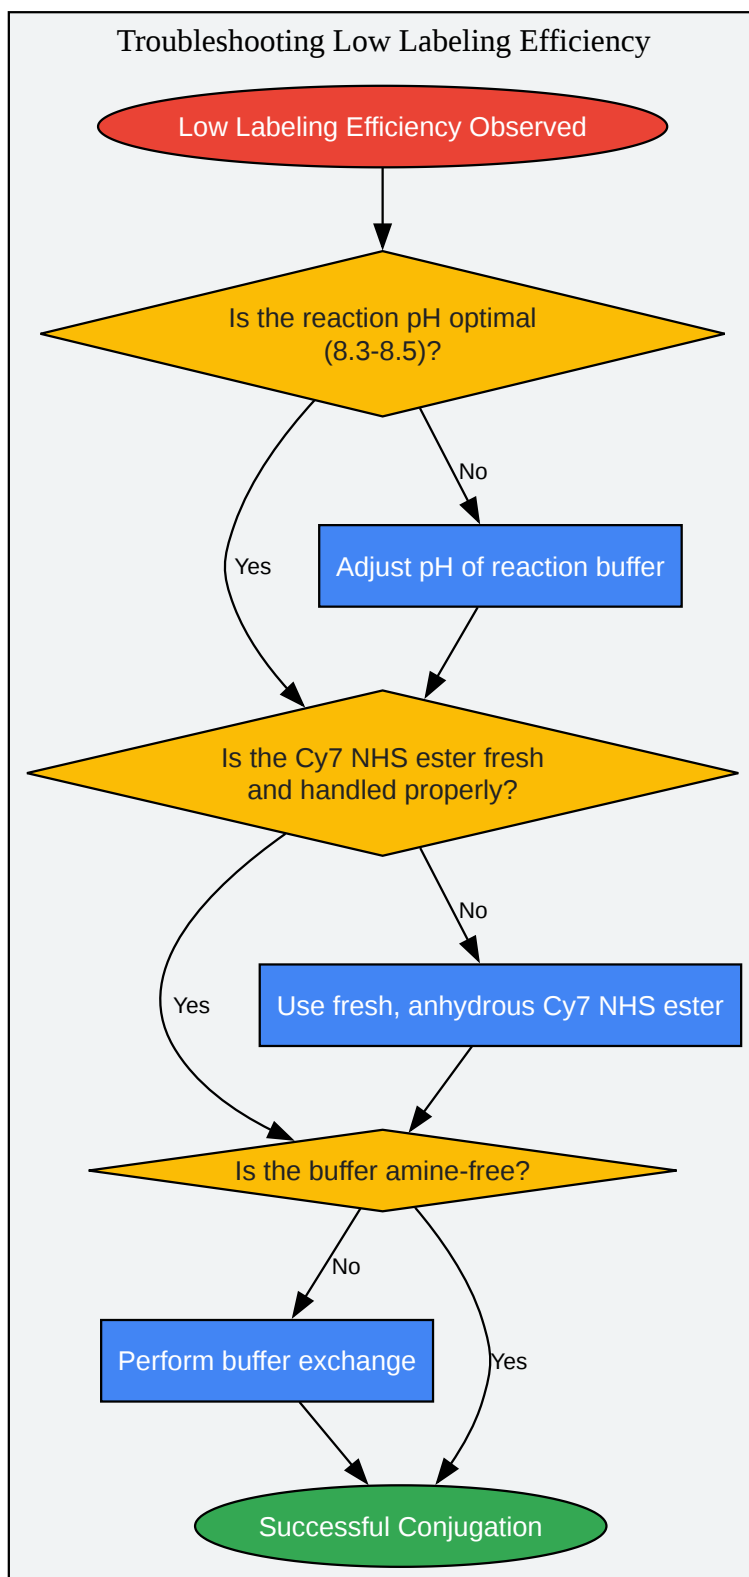 Troubleshooting Low Labeling Efficiency
Low Labeling Efficiency Observed
Is the reaction pH optimal
(8.3-8.5)?
No
Yes
Adjust pH of reaction buffer
Is the Cy7 NHS ester fresh
and handled properly?
No
Yes
Use fresh, anhydrous Cy7 NHS ester
Is the buffer amine-free?
No
Yes
Perform buffer exchange
Successful Conjugation